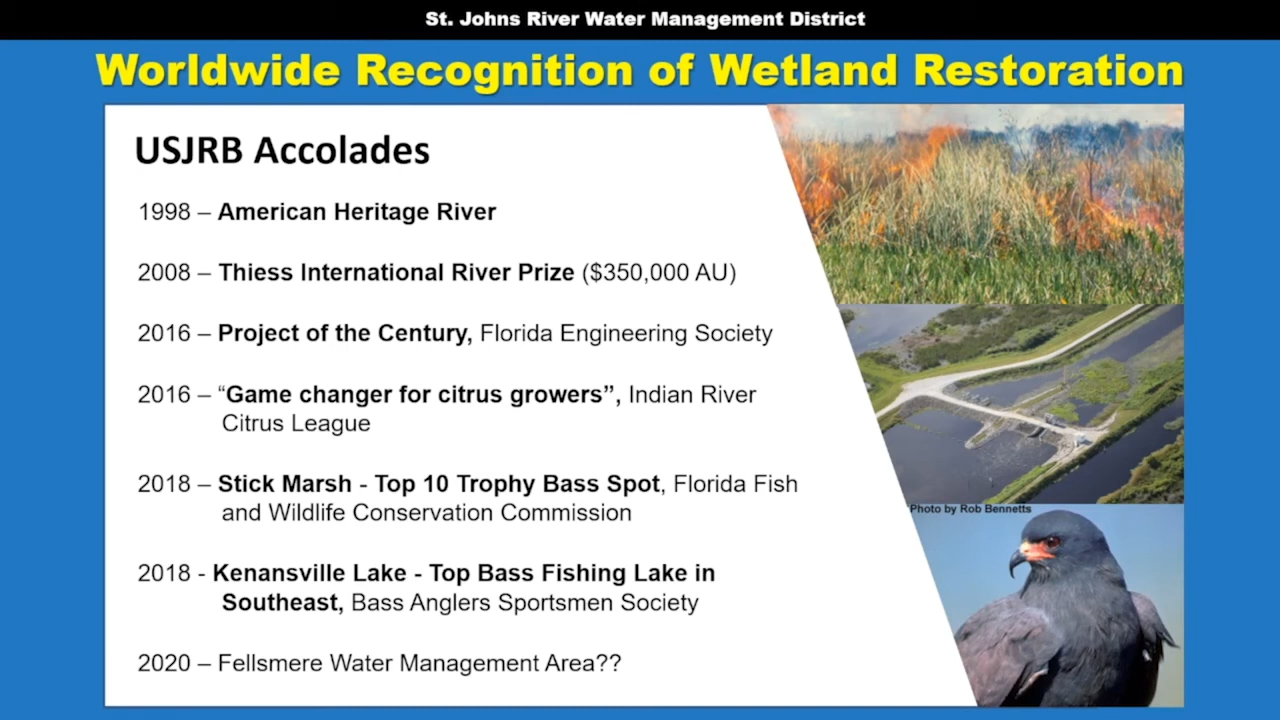 St. Johns River Water Management District
Worldwide Recognition of Wetland Restoration
USJRB Accolades
1998 – American Heritage River
2008 – Thiess International River Prize ($350,000 AU)
2016 – Project of the Century, Florida Engineering Society
2016 – “Game changer for citrus growers”, Indian River
Citrus League
2018 – Stick Marsh - Top 10 Trophy Bass Spot, Florida Fish
and Wildlife Conservation Commission
2018 - Kenansville Lake - Top Bass Fishing Lake in
Southeast, Bass Anglers Sportsmen Society
2020 – Fellsmere Water Management Area??
Photo by Rob Bennetts